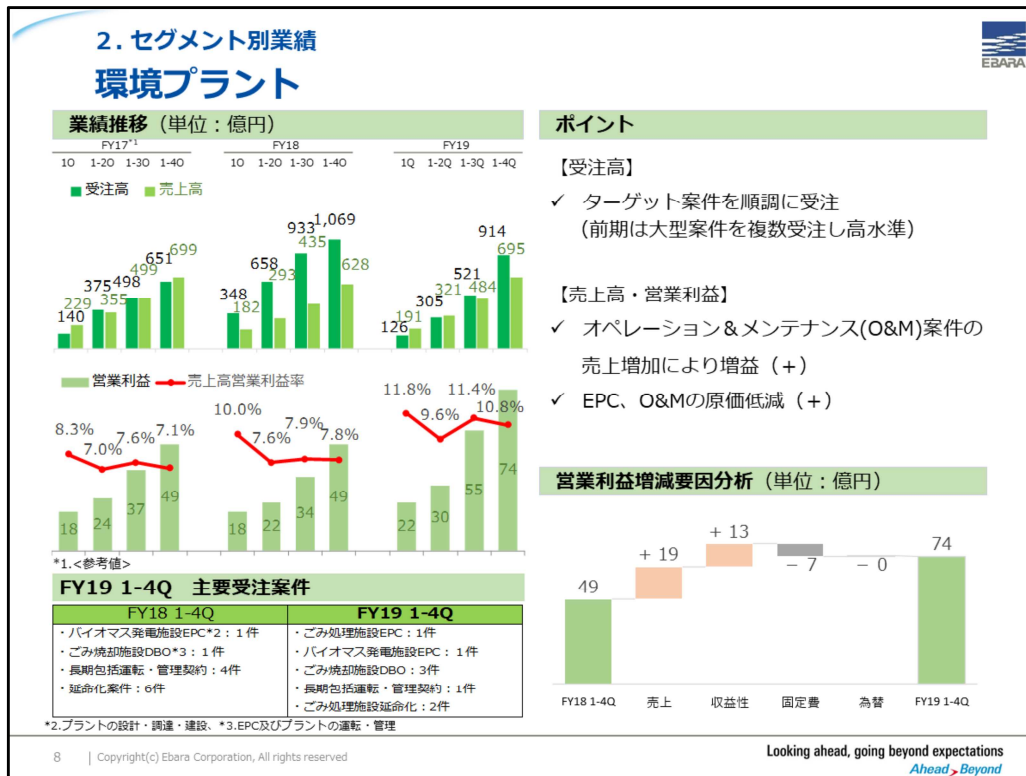 2．セグメント別業績
環境プラント
EBARA
業績推移（単位：億円）
FY17*1 FY18 FY19
1Q 1-2Q 1-3Q 1-4Q 1Q 1-2Q 1-3Q 1-4Q 1Q 1-2Q 1-3Q 1-4Q
受注高 売上高
140 229 375 355 498 499 651 699
348 182 658 293 933 435 1,069 628
126 191 305 321 521 484 914 695
営業利益 売上高営業利益率
8.3% 7.0% 7.6% 7.1%
10.0% 7.6% 7.9% 7.8%
11.8% 9.6% 11.4% 10.8%
18 24 37 49 18 22 34 49 22 30 55 74
*1.<参考値>
FY19 1-4Q 主要受注案件
FY18 1-4Q FY19 1-4Q
・バイオマス発電施設EPC*2：1件
・ごみ焼却施設DBO*3：1件
・長期包括運転・管理契約：4件
・延命化案件：6件
・ごみ処理施設EPC：1件
・バイオマス発電施設EPC：1件
・ごみ焼却施設DBO：3件
・長期包括運転・管理契約：1件
・ごみ処理施設延命化：2件
*2.プラントの設計・調達・建設、*3.EPC及びプラントの運転・管理
ポイント
【受注高】
✓ ターゲット案件を順調に受注
（前期は大型案件を複数受注し高水準）
【売上高・営業利益】
✓ オペレーション＆メンテナンス(O&M)案件の
売上増加により増益（+）
✓ EPC、O&Mの原価低減（+）
営業利益増減要因分析（単位：億円）
49 + 19 + 13 － 7 － 0 74
FY18 1-4Q 売上 収益性 固定費 為替 FY19 1-4Q
8 | Copyright(c) Ebara Corporation, All rights reserved
Looking ahead, going beyond expectations
Ahead > Beyond